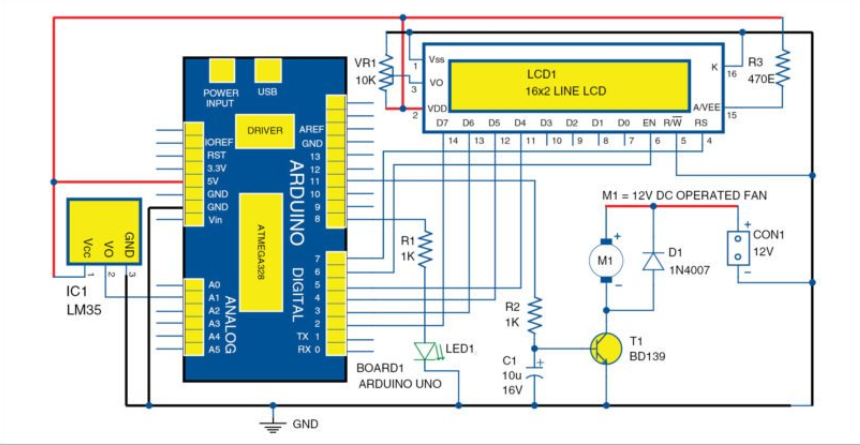 VR1
10K
1
3
2
Vss
VO
VDD
LCD1
16x2 LINE LCD
K
A/VEE
16
15
R3
470E
D7 D6 D5 D4 D3 D2 D1 D0 EN R/W̅ RS
14 13 12 11 10 9 8 7 6 5 4
POWER
INPUT
USB
DRIVER
IOREF
RST
3.3V
5V
GND
GND
Vin
AREF
GND
13
12
11
10
9
8
ARDUINO
ATMEGA328
7
6
5
4
3
2
TX 1
RX 0
DIGITAL
A0
A1
A2
A3
A4
A5
ANALOG
Vcc
VO
GND
1 2 3
IC1
LM35
R1
1K
LED1
BOARD1
ARDUINO UNO
R2
1K
C1
10u
16V
+
M1 = 12V DC OPERATED FAN
+
M1
−
D1
1N4007
+
CON1
12V
−
T1
BD139
GND